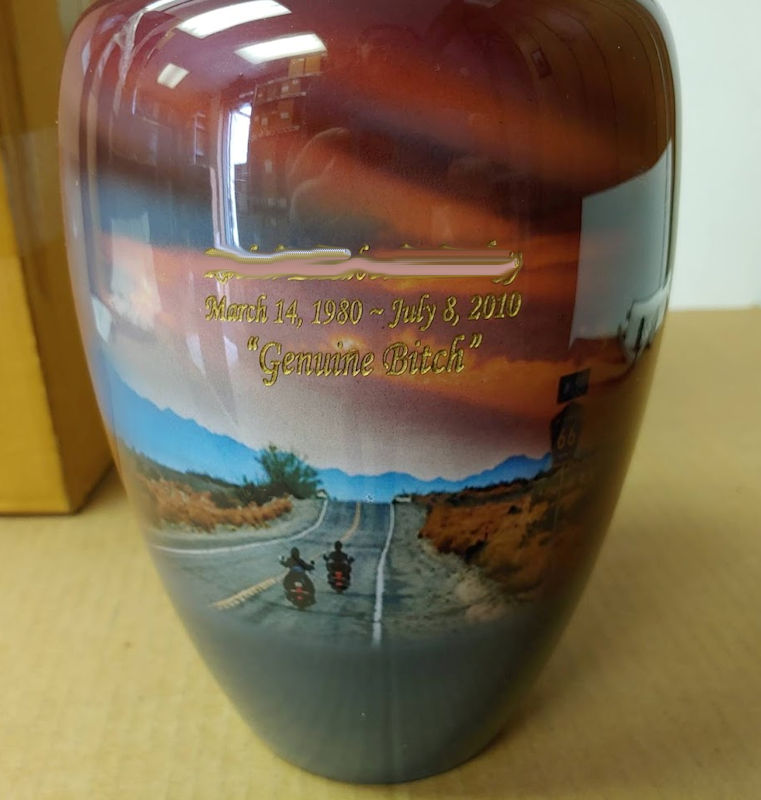 March 14, 1980 ~ July 8, 2010
“Genuine Bitch”
66